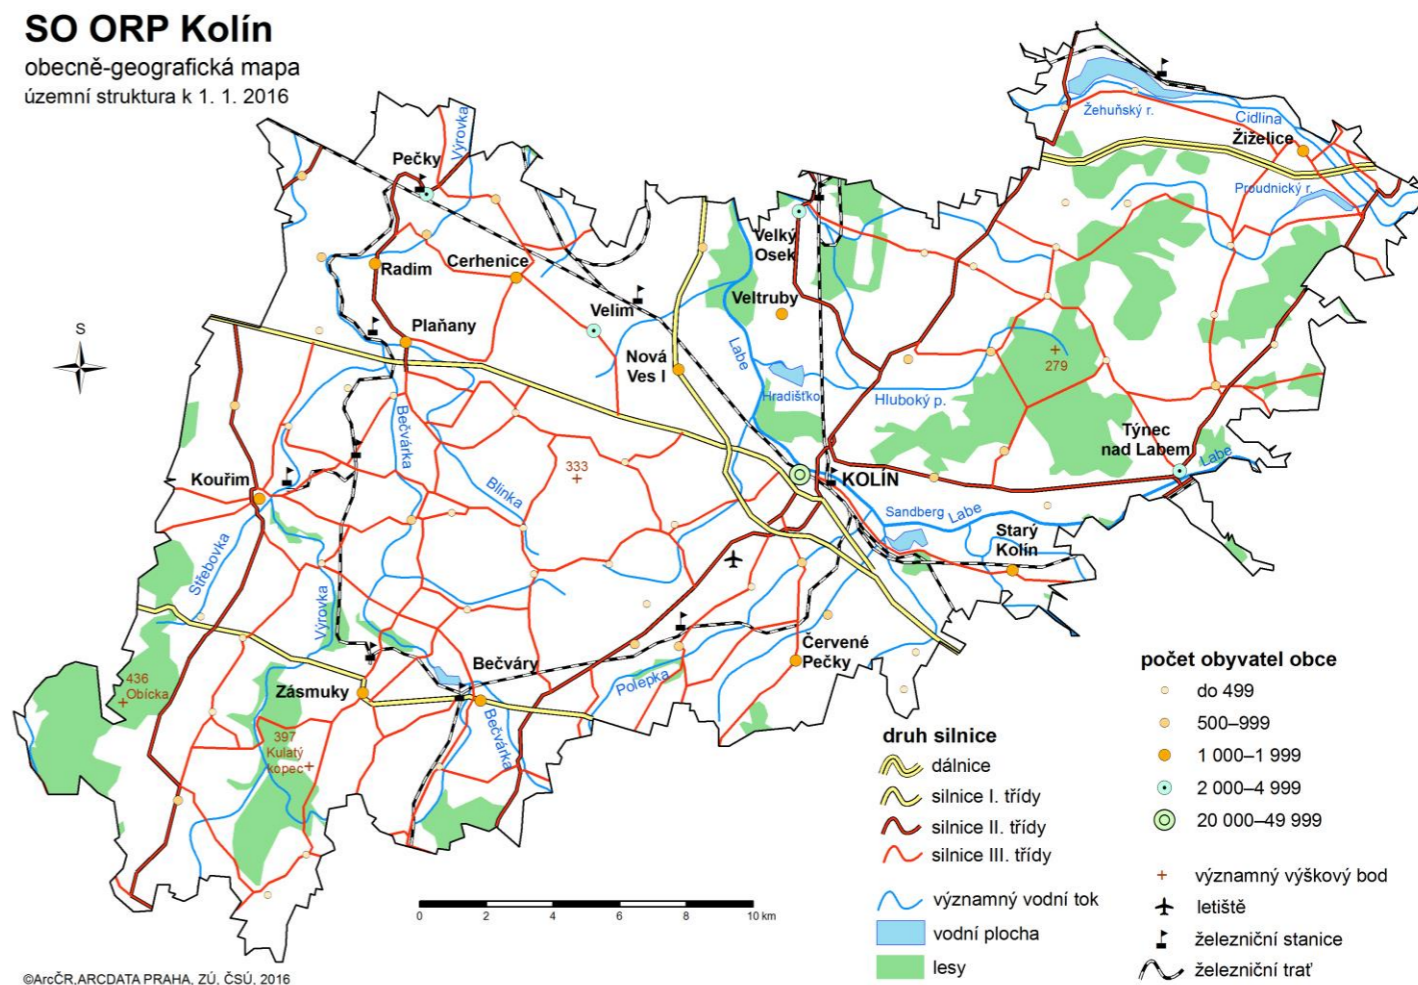 SO ORP Kolín
obecně-geografická mapa
územní struktura k 1. 1. 2016
Výrovka
Pečky
Radim
Cerhenice
Velim
Plaňany
S
Velký
Osek
Veltruby
Nová
Ves I
Labe
Hradišťko
Hluboký p.
279
Žehuňský r.
Cidlina
Žiželice
Proudnický r.
Týnec
nad Labem
Labe
Bečvárka
Kouřim
333
Blinka
KOLÍN
Sandberg
Labe
Starý
Kolín
Střebovka
Výrovka
Červené
Pečky
Bečváry
Polepka
Zásmuky
Bečvárka
436
Obícka
397
Kulatý
kopec
druh silnice
dálnice
silnice I. třídy
silnice II. třídy
silnice III. třídy
významný vodní tok
vodní plocha
lesy
počet obyvatel obce
do 499
500–999
1 000–1 999
2 000–4 999
20 000–49 999
významný výškový bod
letiště
železniční stanice
železniční trať
0 2 4 6 8 10 km
©ArcČR,ARCDATA PRAHA, ZÚ, ČSÚ, 2016